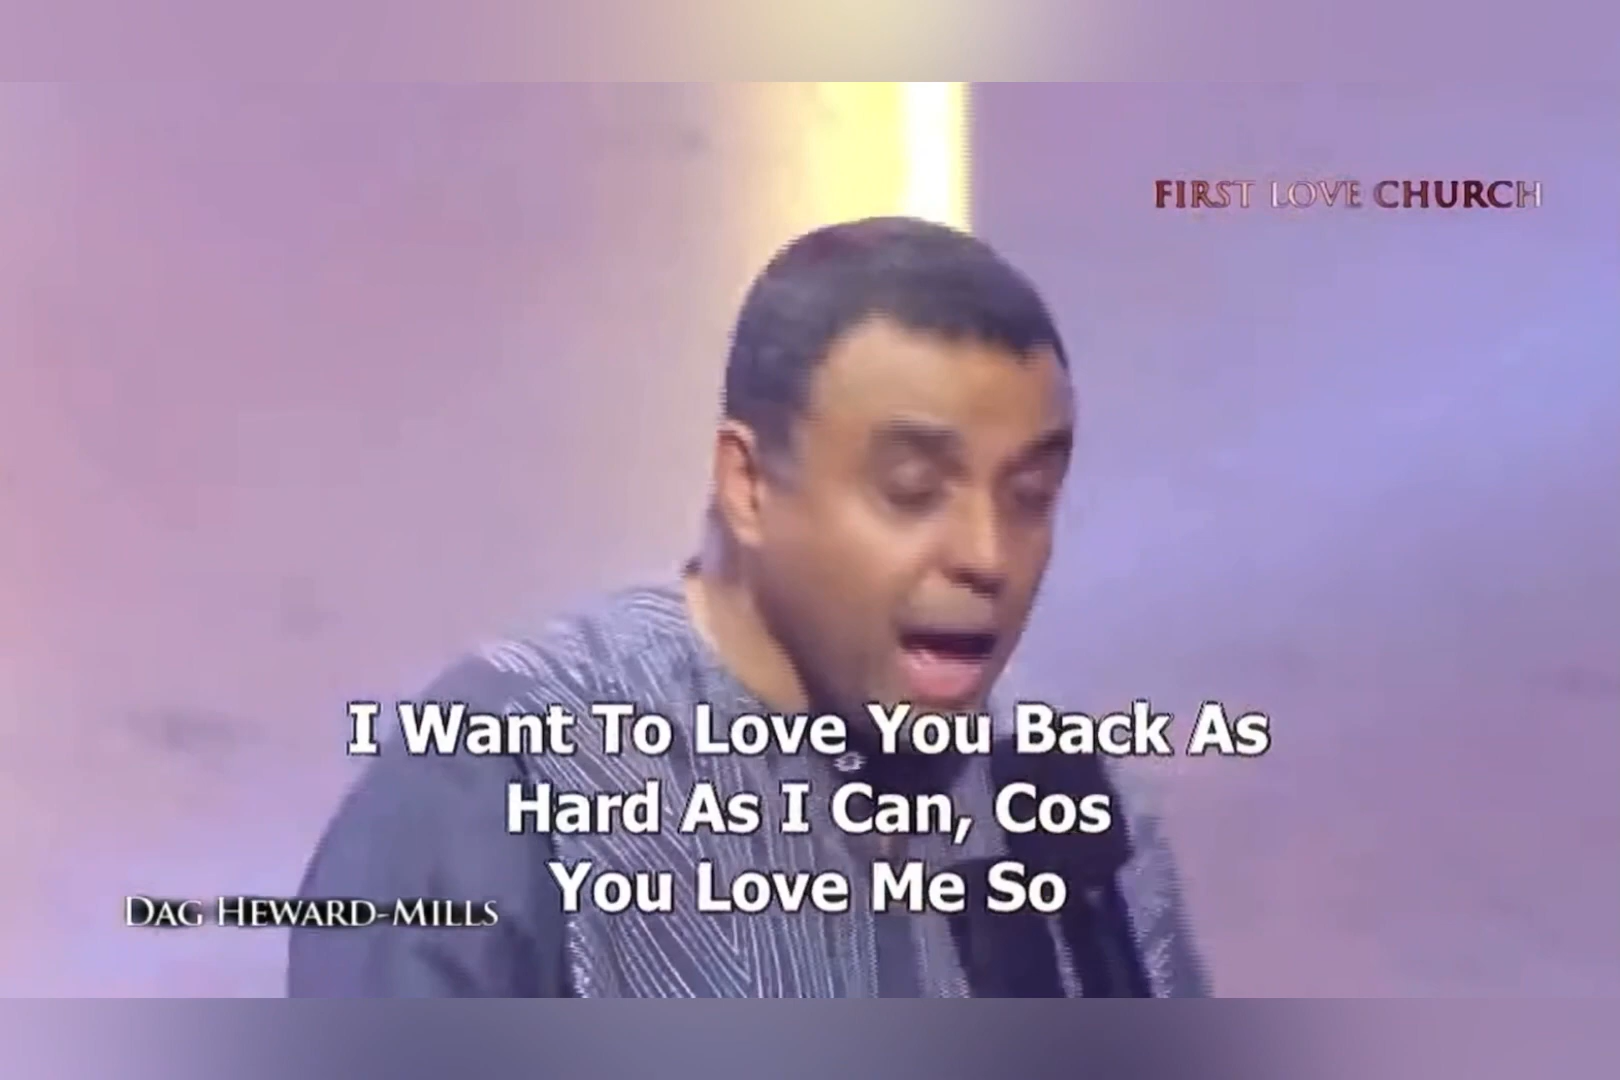 FIRST LOVE CHURCH
I Want To Love You Back As
Hard As I Can, Cos
You Love Me So
DAG HEWARD-MILLS